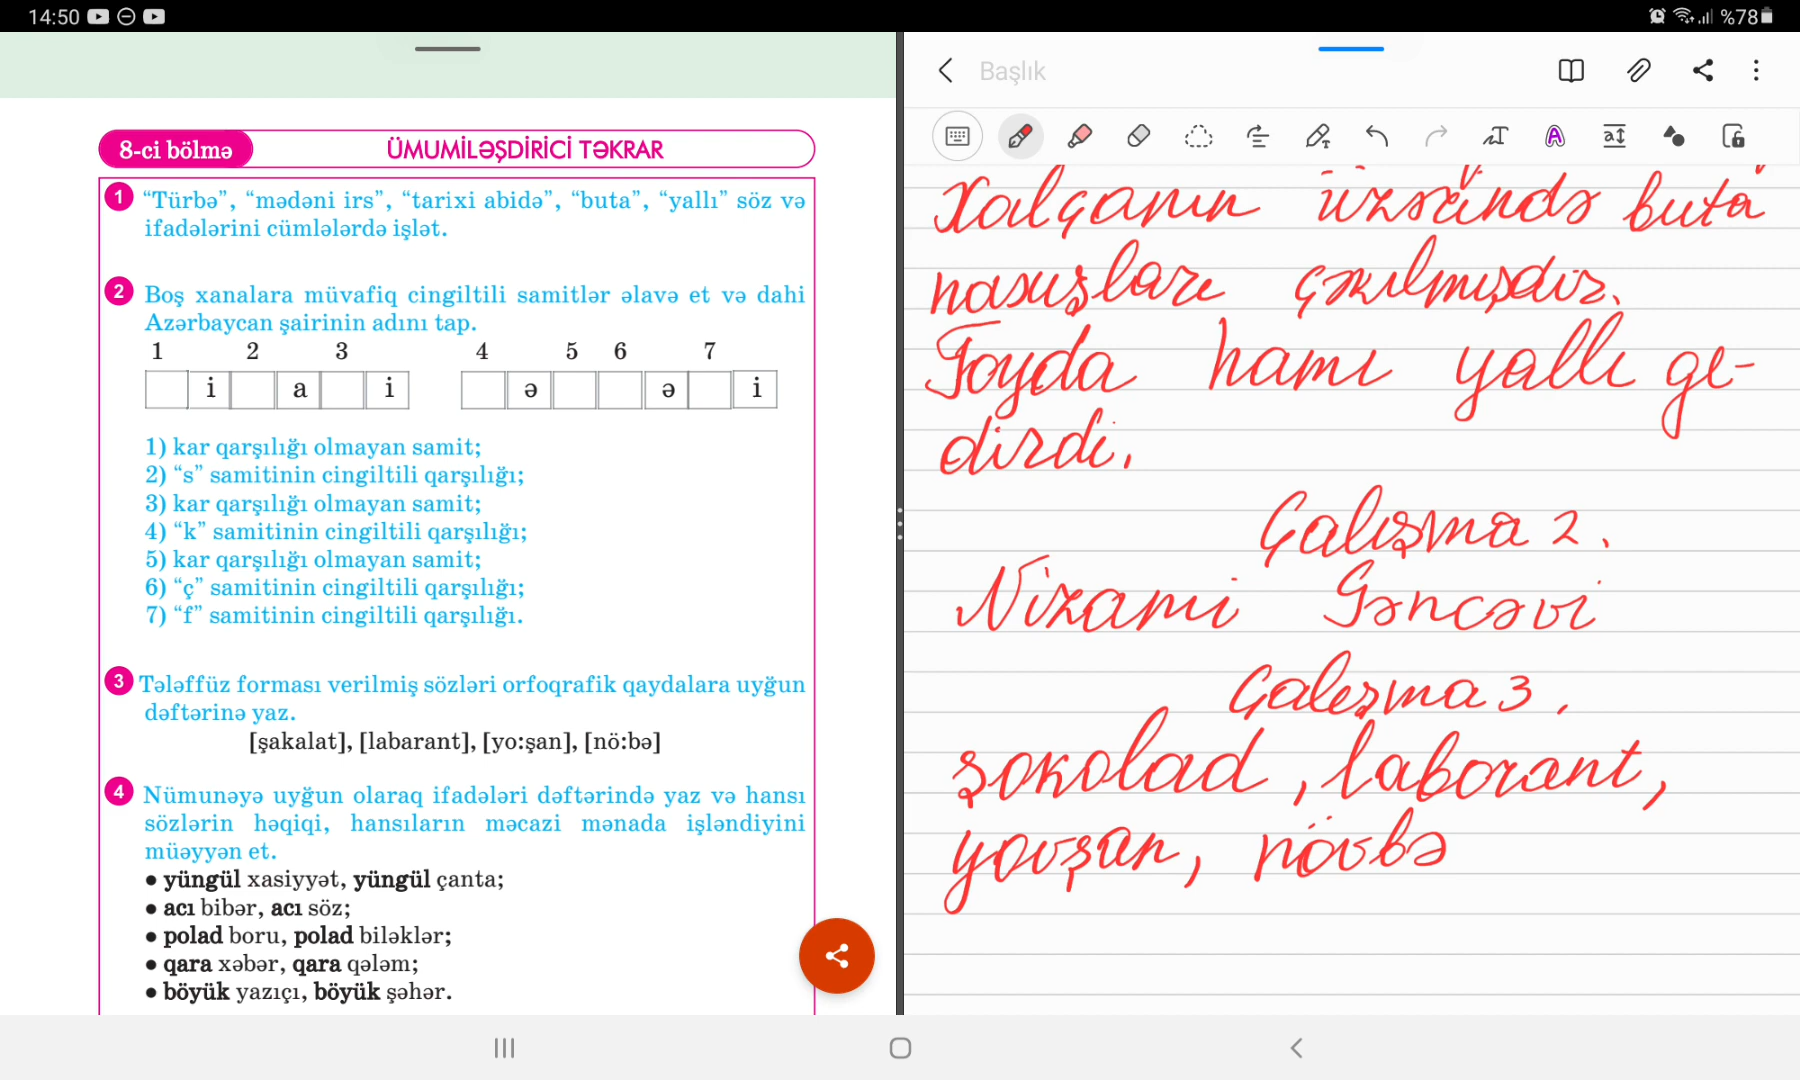 14:50
%78
8-ci bölmə
ÜMUMİLƏŞDİRİCİ TƏKRAR
1 “Türbə”, “mədəni irs”, “tarixi abidə”, “buta”, “yallı” söz və
ifadələrini cümlələrdə işlət.
2 Boş xanalara müvafiq cingiltili samitlər əlavə et və dahi
Azərbaycan şairinin adını tap.
1 2 3 4 5 6 7
i a i ə ə i
1) kar qarşılığı olmayan samit;
2) “s” samitinin cingiltili qarşılığı;
3) kar qarşılığı olmayan samit;
4) “k” samitinin cingiltili qarşılığı;
5) kar qarşılığı olmayan samit;
6) “ç” samitinin cingiltili qarşılığı;
7) “f” samitinin cingiltili qarşılığı.
3 Tələffüz forması verilmiş sözləri orfoqrafik qaydalara uyğun
dəftərinə yaz.
[şakalat], [labarant], [yo:şan], [nö:bə]
4 Nümunəyə uyğun olaraq ifadələri dəftərində yaz və hansı
sözlərin həqiqi, hansıların məcazi mənada işləndiyini
müəyyən et.
• yüngül xasiyyət, yüngül çanta;
• acı bibər, acı söz;
• polad boru, polad biləklər;
• qara xəbər, qara qələm;
• böyük yazıçı, böyük şəhər.
Başlık
Xalçanın üzərində buta
naxışları çəkilmişdir.
Toyda hamı yallı ge-
dirdi.
Çalışma 2.
Nizami Gəncəvi
Çalışma 3.
şokolad, laborant,
yovşan, növbə